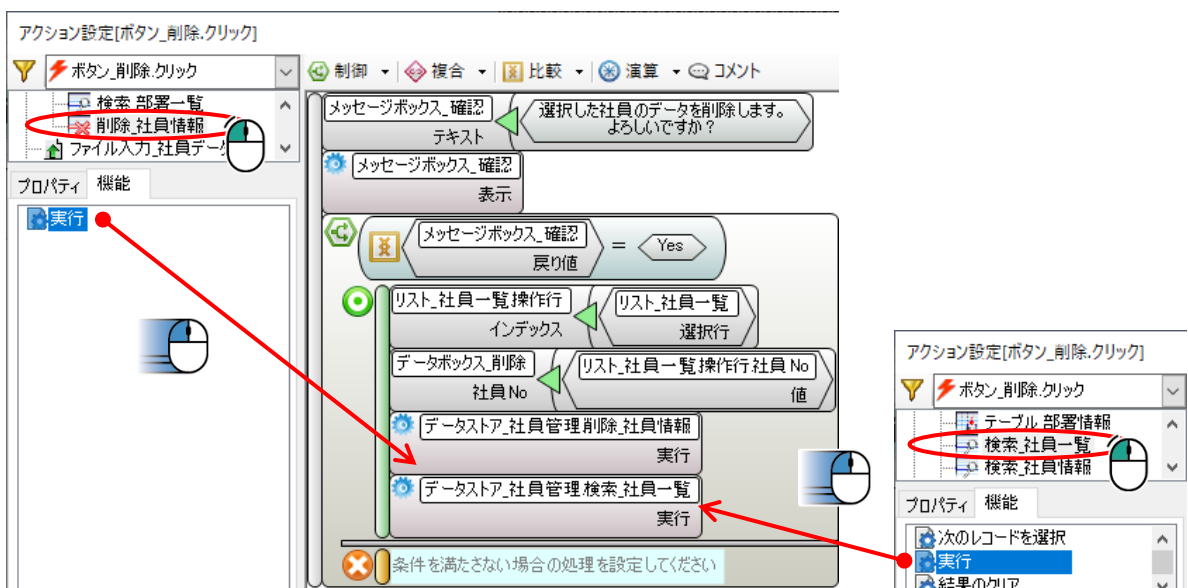 アクション設定[ボタン_削除.クリック]
ボタン_削除.クリック
制御 複合 比較 演算 コメント
検索_部署一覧
削除_社員情報
ファイル入力_社員デー
プロパティ 機能
実行
メッセージボックス_確認
テキスト
選択した社員のデータを削除します。
よろしいですか？
メッセージボックス_確認
表示
メッセージボックス_確認
戻り値
= Yes
リスト_社員一覧.操作行
インデックス
リスト_社員一覧
選択行
データボックス_削除
社員No
リスト_社員一覧.操作行.社員No
値
データストア_社員管理.削除_社員情報
実行
データストア_社員管理.検索_社員一覧
実行
条件を満たさない場合の処理を設定してください
アクション設定[ボタン_削除.クリック]
ボタン_削除.クリック
テーブル_部署情報
検索_社員一覧
検索_社員情報
プロパティ 機能
次のレコードを選択
実行
結果のクリア